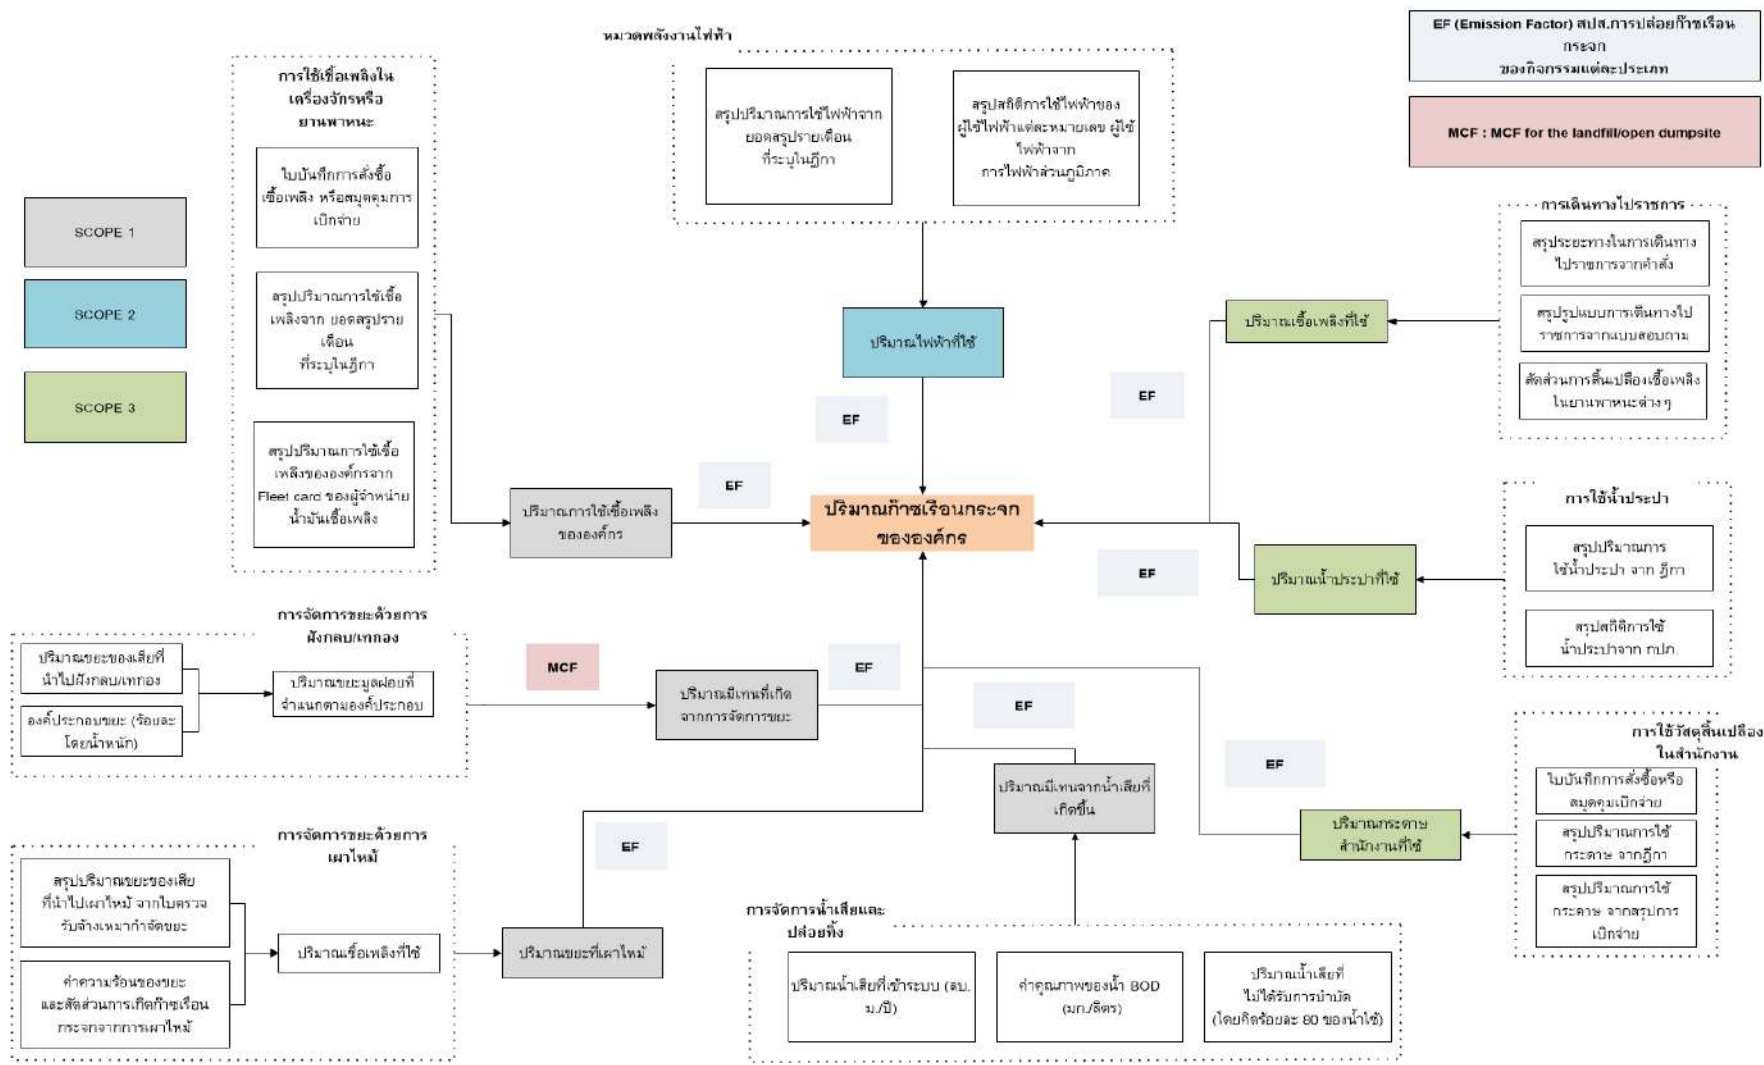 หมวดพลังงานไฟฟ้า
EF (Emission Factor) สปส.การปล่อยก๊าซเรือน
กระจก
ของกิจกรรมแต่ละประเภท
MCF : MCF for the landfill/open dumpsite
SCOPE 1
SCOPE 2
SCOPE 3
การใช้เชื้อเพลิงใน
เครื่องจักรหรือ
ยานพาหนะ
ใบบันทึกการสั่งซื้อ
เชื้อเพลิง หรือสมุดคุมการ
เบิกจ่าย
สรุปปริมาณการใช้เชื้อ
เพลิงจาก ยอดสรุปราย
เดือน
ที่ระบุในฎีกา
สรุปปริมาณการใช้เชื้อ
เพลิงขององค์กรจาก
Fleet card ของผู้จำหน่าย
น้ำมันเชื้อเพลิง
สรุปปริมาณการใช้ไฟฟ้าจาก
ยอดสรุปรายเดือน
ที่ระบุในฎีกา
สรุปสถิติการใช้ไฟฟ้าของ
ผู้ใช้ไฟฟ้าแต่ละหมายเลข ผู้ใช้
ไฟฟ้าจาก
การไฟฟ้าส่วนภูมิภาค
ปริมาณไฟฟ้าที่ใช้
EF
ปริมาณการใช้เชื้อเพลิง
ขององค์กร
EF
ปริมาณก๊าซเรือนกระจก
ขององค์กร
การเดินทางไปราชการ
สรุประยะทางในการเดินทาง
ไปราชการจากคำสั่ง
สรุปรูปแบบการเดินทางไป
ราชการจากแบบสอบถาม
สัดส่วนการสิ้นเปลืองเชื้อเพลิง
ในยานพาหนะต่างๆ
ปริมาณเชื้อเพลิงที่ใช้
EF
การใช้น้ำประปา
สรุปปริมาณการ
ใช้น้ำประปา จาก ฎีกา
สรุปสถิติการใช้
น้ำประปาจาก กปภ.
ปริมาณน้ำประปาที่ใช้
EF
การจัดการขยะด้วยการ
ฝังกลบ/เทกอง
ปริมาณขยะของเสียที่
นำไปฝังกลบ/เทกอง
องค์ประกอบขยะ (ร้อยละ
โดยน้ำหนัก)
ปริมาณขยะมูลฝอยที่
จำแนกตามองค์ประกอบ
MCF
ปริมาณมีเทนที่เกิด
จากการจัดการขยะ
EF
EF
ปริมาณมีเทนจากน้ำเสียที่
เกิดขึ้น
EF
การใช้วัสดุสิ้นเปลือง
ในสำนักงาน
ใบบันทึกการสั่งซื้อหรือ
สมุดคุมเบิกจ่าย
สรุปปริมาณการใช้
กระดาษ จากฎีกา
สรุปปริมาณการใช้
กระดาษ จากสรุปการ
เบิกจ่าย
ปริมาณกระดาษ
สำนักงานที่ใช้
การจัดการขยะด้วยการ
เผาไหม้
สรุปปริมาณขยะของเสีย
ที่นำไปเผาไหม้ จากใบตรวจ
รับจ้างเหมากำจัดขยะ
ค่าความร้อนของขยะ
และสัดส่วนการเกิดก๊าซเรือน
กระจกจากการเผาไหม้
ปริมาณเชื้อเพลิงที่ใช้
ปริมาณขยะที่เผาไหม้
EF
การจัดการน้ำเสียและ
ปล่อยทิ้ง
ปริมาณน้ำเสียที่เข้าระบบ (ลบ.
ม./ปี)
ค่าคุณภาพของน้ำ BOD
(มก./ลิตร)
ปริมาณน้ำเสียที่
ไม่ได้รับการบำบัด
(โดยคิดร้อยละ 80 ของน้ำใช้)